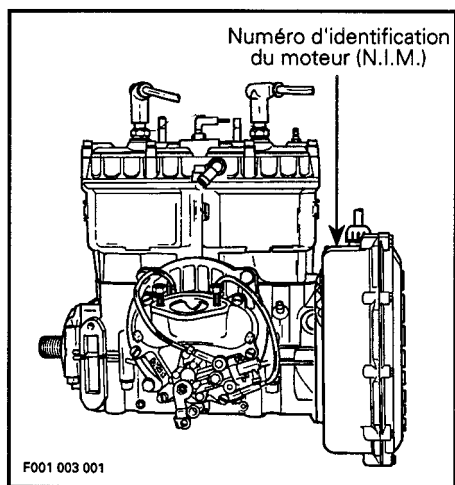 Numéro d'identification
du moteur (N.I.M.)
F001 003 001